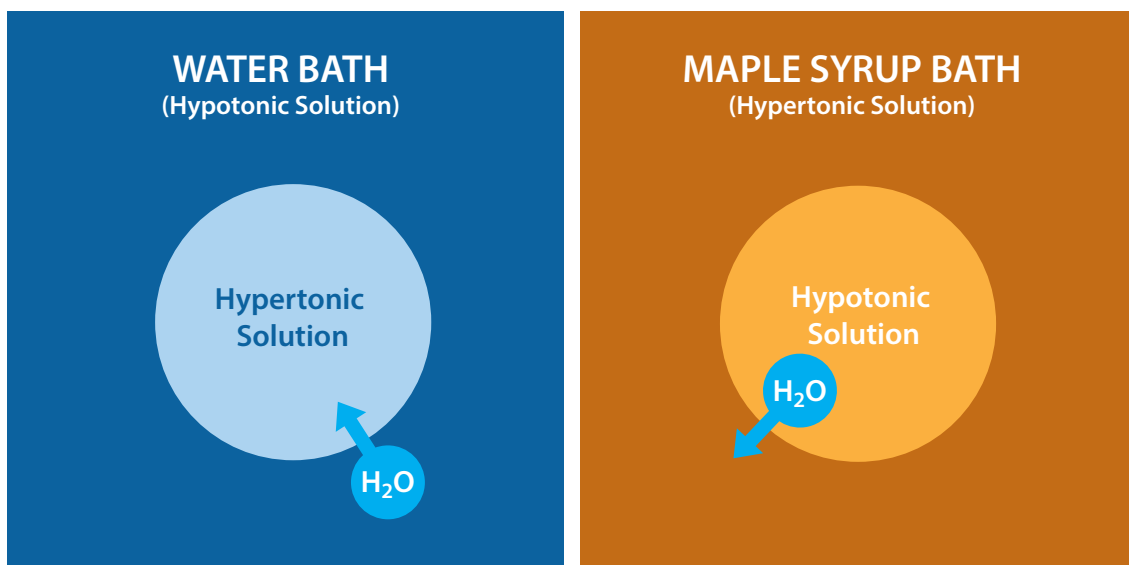 WATER BATH
(Hypotonic Solution)
Hypertonic
Solution
H₂O
MAPLE SYRUP BATH
(Hypertonic Solution)
Hypotonic
Solution
H₂O